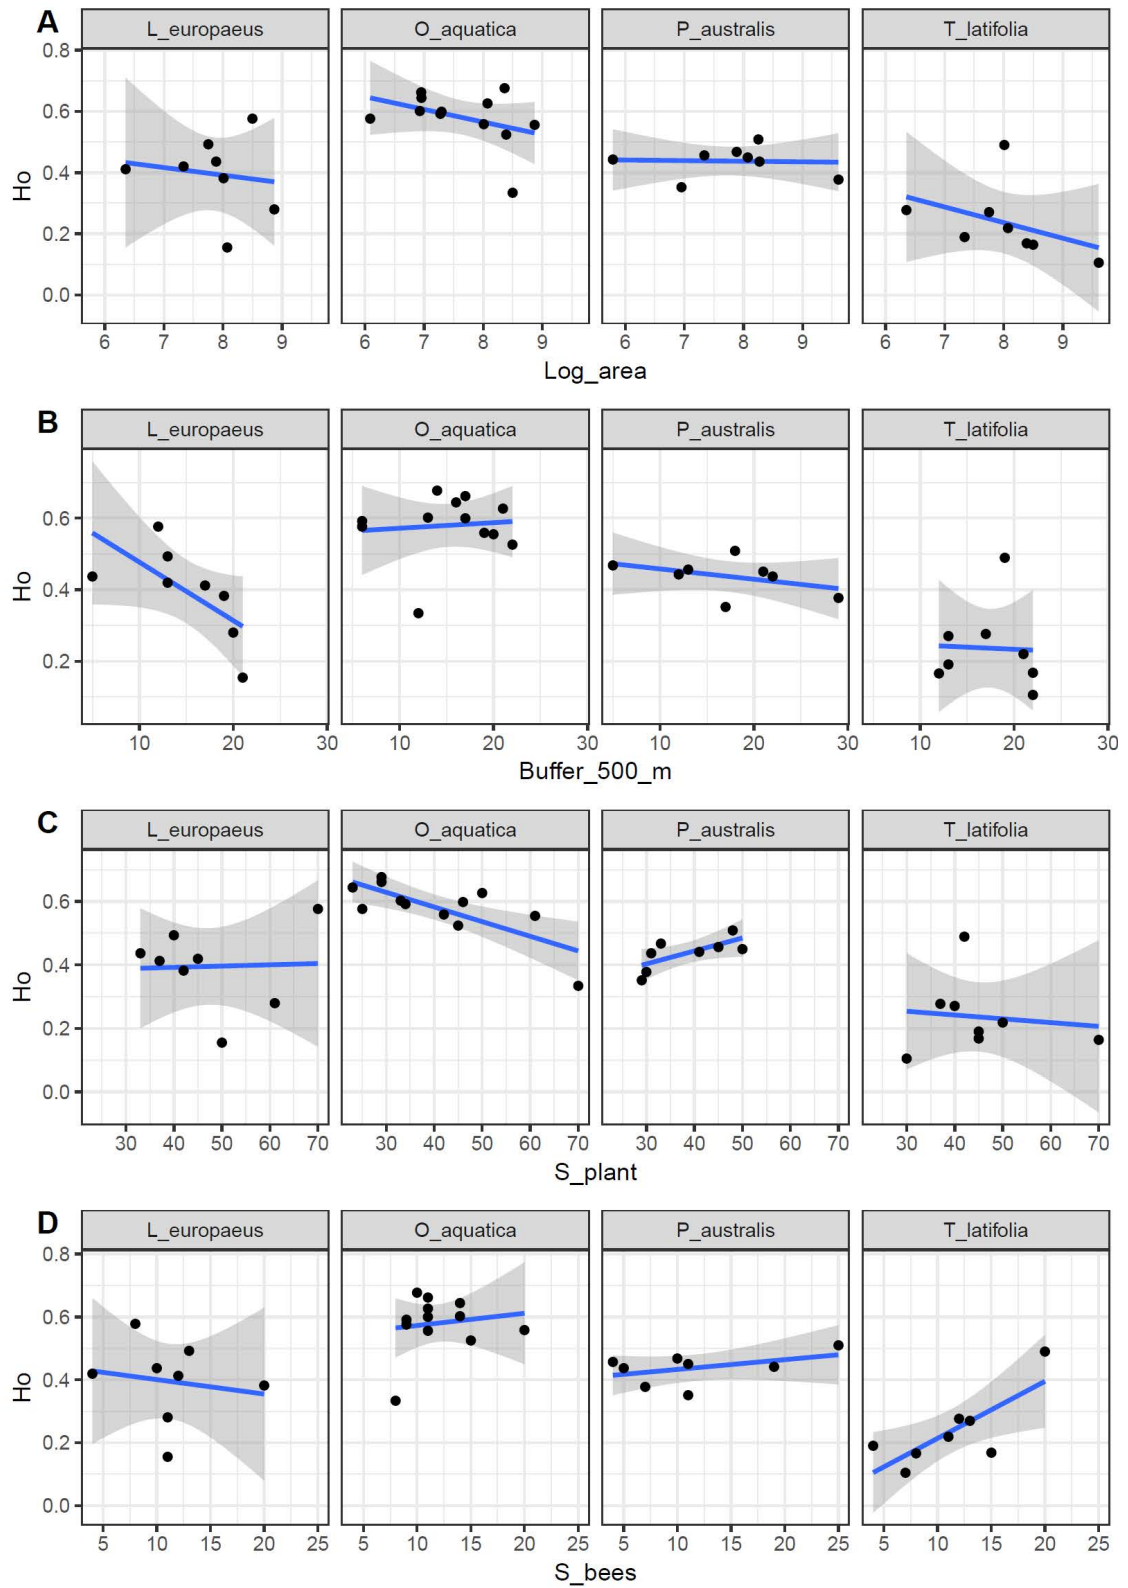 A
L_europaeus O_aquatica P_australis T_latifolia
0.8
0.6
0.4
0.2
0.0
Ho
6 7 8 9 6 7 8 9 6 7 8 9 6 7 8 9
Log_area
B
L_europaeus O_aquatica P_australis T_latifolia
0.6
0.4
0.2
Ho
10 20 30 10 20 30 10 20 30 10 20 30
Buffer_500_m
C
L_europaeus O_aquatica P_australis T_latifolia
0.6
0.4
0.2
0.0
Ho
30 40 50 60 70 30 40 50 60 70 30 40 50 60 70 30 40 50 60 70
S_plant
D
L_europaeus O_aquatica P_australis T_latifolia
0.8
0.6
0.4
0.2
0.0
Ho
5 10 15 20 25 5 10 15 20 25 5 10 15 20 25 5 10 15 20 25
S_bees